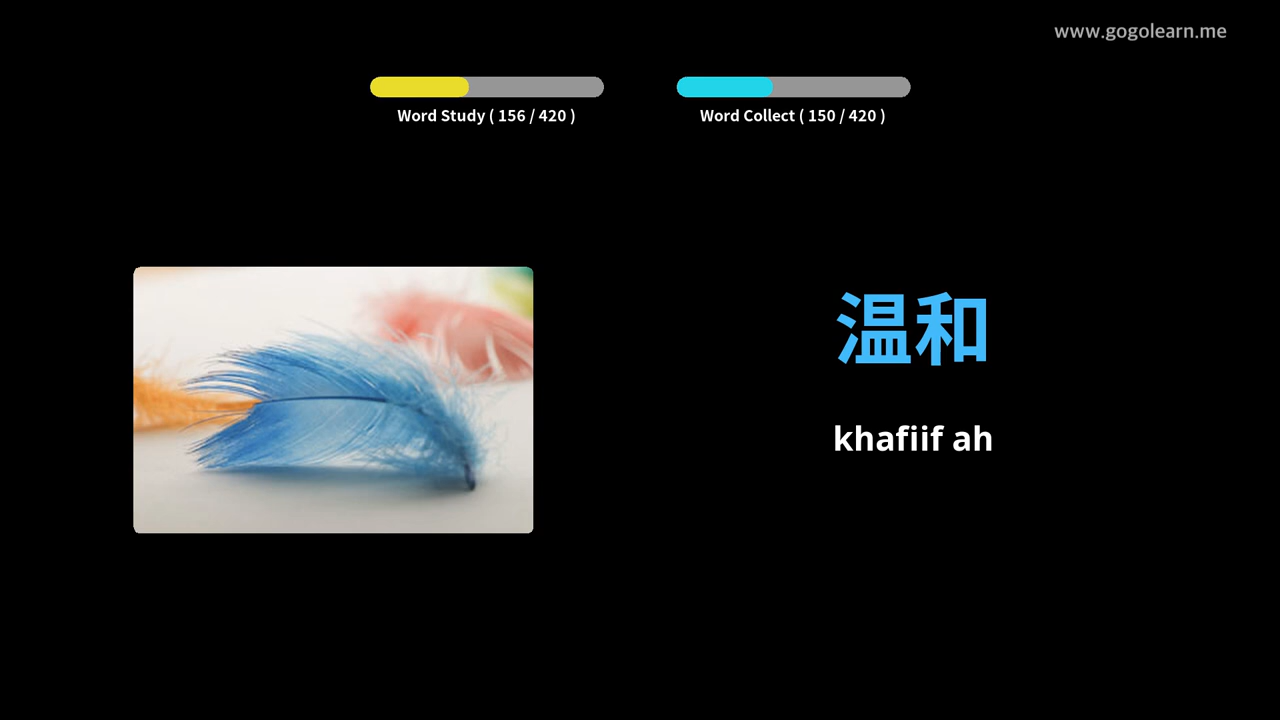 www.gogolearn.me
Word Study ( 156 / 420 )
Word Collect ( 150 / 420 )
温和
khafiif ah